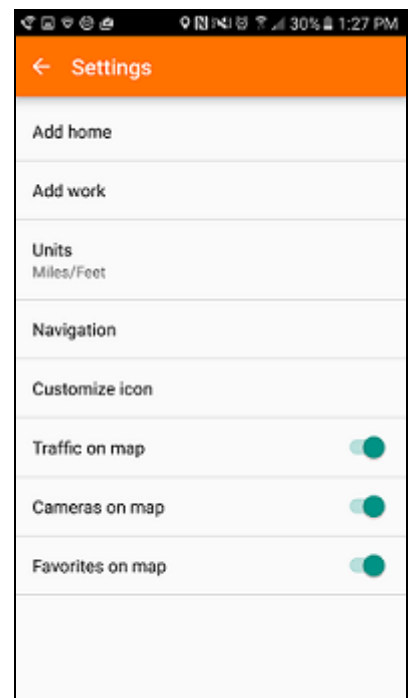 30% 1:27 PM
Settings
Add home
Add work
Units
Miles/Feet
Navigation
Customize icon
Traffic on map
Cameras on map
Favorites on map